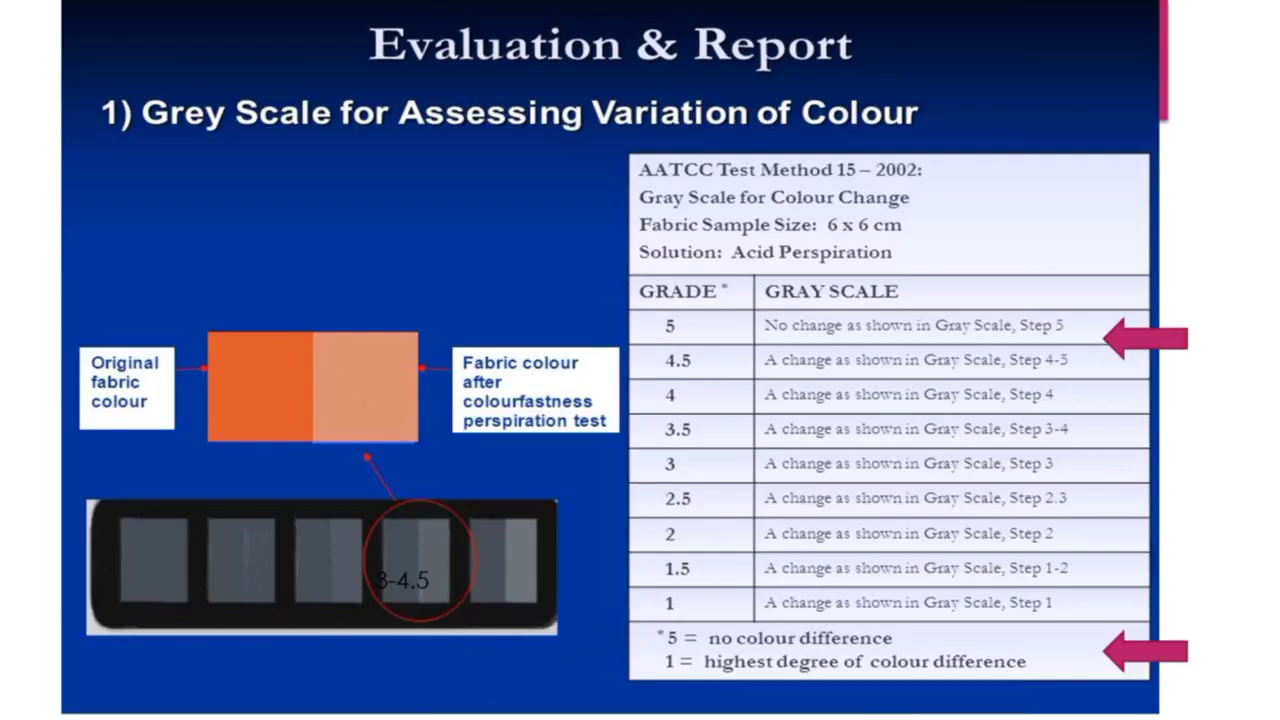 Evaluation & Report
1) Grey Scale for Assessing Variation of Colour
AATCC Test Method 15 – 2002:
Gray Scale for Colour Change
Fabric Sample Size: 6 x 6 cm
Solution: Acid Perspiration
GRADE * GRAY SCALE
5 No change as shown in Gray Scale, Step 5
4.5 A change as shown in Gray Scale, Step 4-5
4 A change as shown in Gray Scale, Step 4
3.5 A change as shown in Gray Scale, Step 3-4
3 A change as shown in Gray Scale, Step 3
2.5 A change as shown in Gray Scale, Step 2.3
2 A change as shown in Gray Scale, Step 2
1.5 A change as shown in Gray Scale, Step 1-2
1 A change as shown in Gray Scale, Step 1
* 5 = no colour difference
1 = highest degree of colour difference
Original
fabric
colour
Fabric colour
after
colourfastness
perspiration test
3-4.5